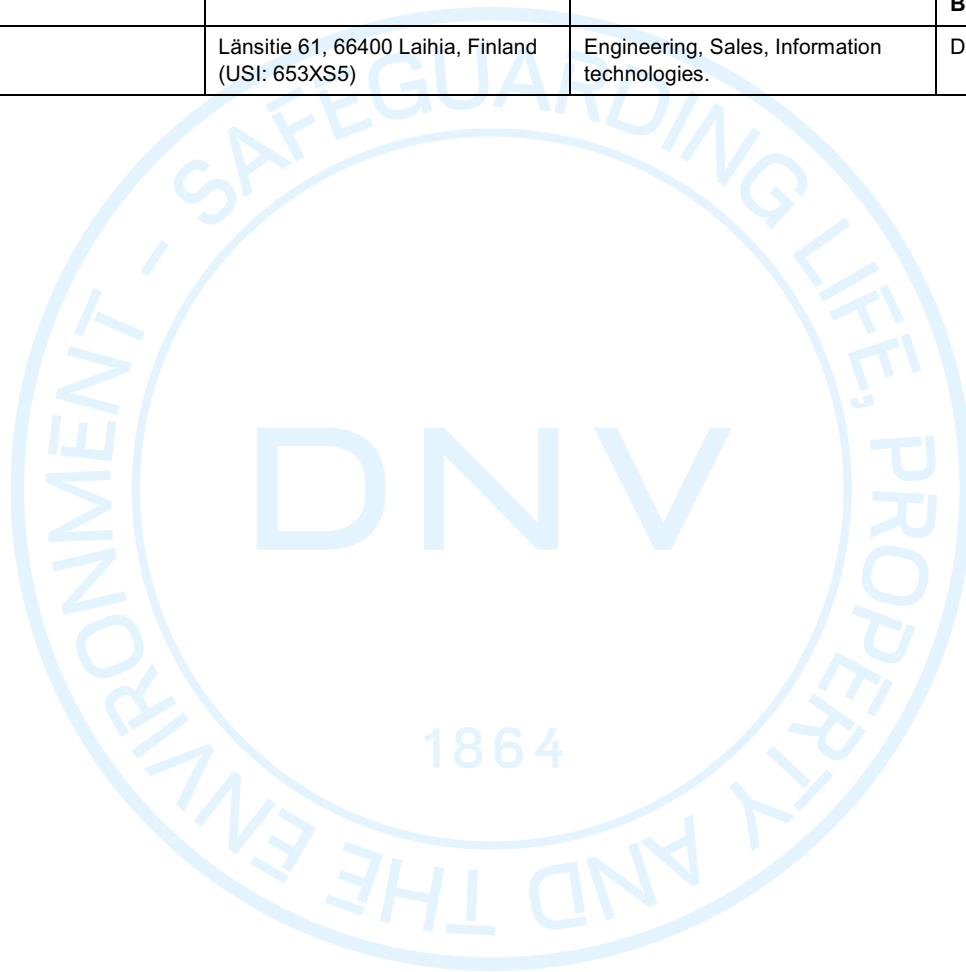 B
Länsitie 61, 66400 Laihia, Finland
(USI: 653XS5)
Engineering, Sales, Information
technologies.
D
SAFEGUARDING LIFE, PROPERTY AND THE ENVIRONMENT -
DNV
1864